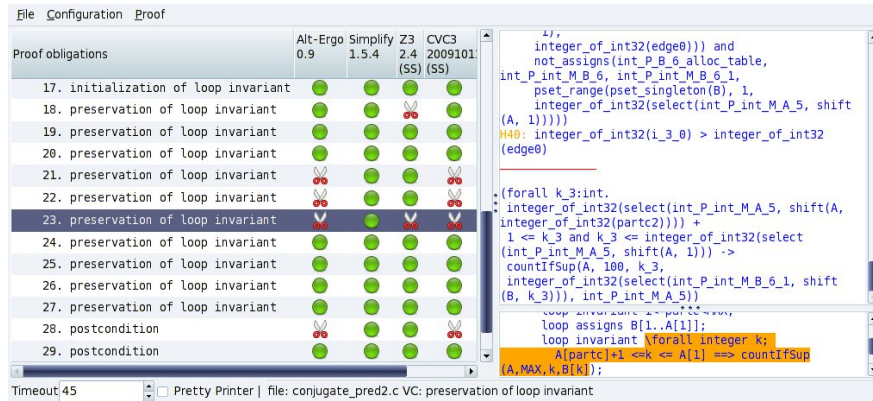 File Configuration Proof
Proof obligations
Alt-Ergo 0.9
Simplify 1.5.4
Z3 2.4 (SS)
CVC3 2009101 (SS)
17. initialization of loop invariant
18. preservation of loop invariant
19. preservation of loop invariant
20. preservation of loop invariant
21. preservation of loop invariant
22. preservation of loop invariant
23. preservation of loop invariant
24. preservation of loop invariant
25. preservation of loop invariant
26. preservation of loop invariant
27. preservation of loop invariant
28. postcondition
29. postcondition
1),
integer_of_int32(edge0))) and
not_assigns(int_P_B_6_alloc_table,
int_P_int_M_B_6, int_P_int_M_B_6_1,
pset_range(pset_singleton(B), 1,
integer_of_int32(select(int_P_int_M_A_5, shift
(A, 1)))))
H40: integer_of_int32(i_3_0) > integer_of_int32
(edge0)
(forall k_3:int.
integer_of_int32(select(int_P_int_M_A_5, shift(A,
integer_of_int32(partc2)))) +
1 <= k_3 and k_3 <= integer_of_int32(select
(int_P_int_M_A_5, shift(A, 1))) ->
countIfSup(A, 100, k_3,
integer_of_int32(select(int_P_int_M_B_6_1, shift
(B, k_3))), int_P_int_M_A_5))
loop invariant 1<=partc<MAX;
loop assigns B[1..A[1]];
loop invariant \forall integer k;
A[partc]+1 <=k <= A[1] ==> countIfSup
(A,MAX,k,B[k]);
Timeout 45 Pretty Printer | file: conjugate_pred2.c VC: preservation of loop invariant